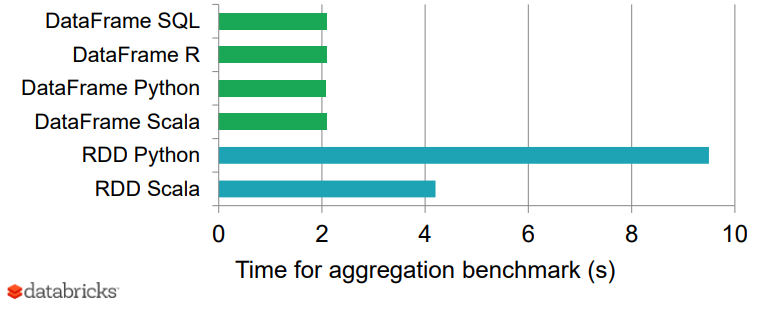 DataFrame SQL
DataFrame R
DataFrame Python
DataFrame Scala
RDD Python
RDD Scala
0 2 4 6 8 10
Time for aggregation benchmark (s)
databricks